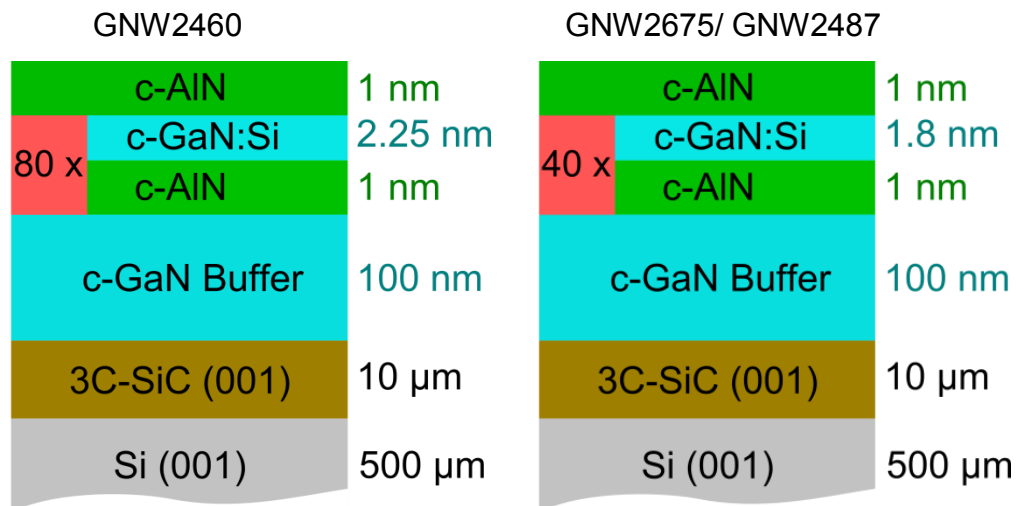 GNW2460
c-AlN 1 nm
80 x c-GaN:Si 2.25 nm
c-AlN 1 nm
c-GaN Buffer 100 nm
3C-SiC (001) 10 µm
Si (001) 500 µm
GNW2675/ GNW2487
c-AlN 1 nm
40 x c-GaN:Si 1.8 nm
c-AlN 1 nm
c-GaN Buffer 100 nm
3C-SiC (001) 10 µm
Si (001) 500 µm